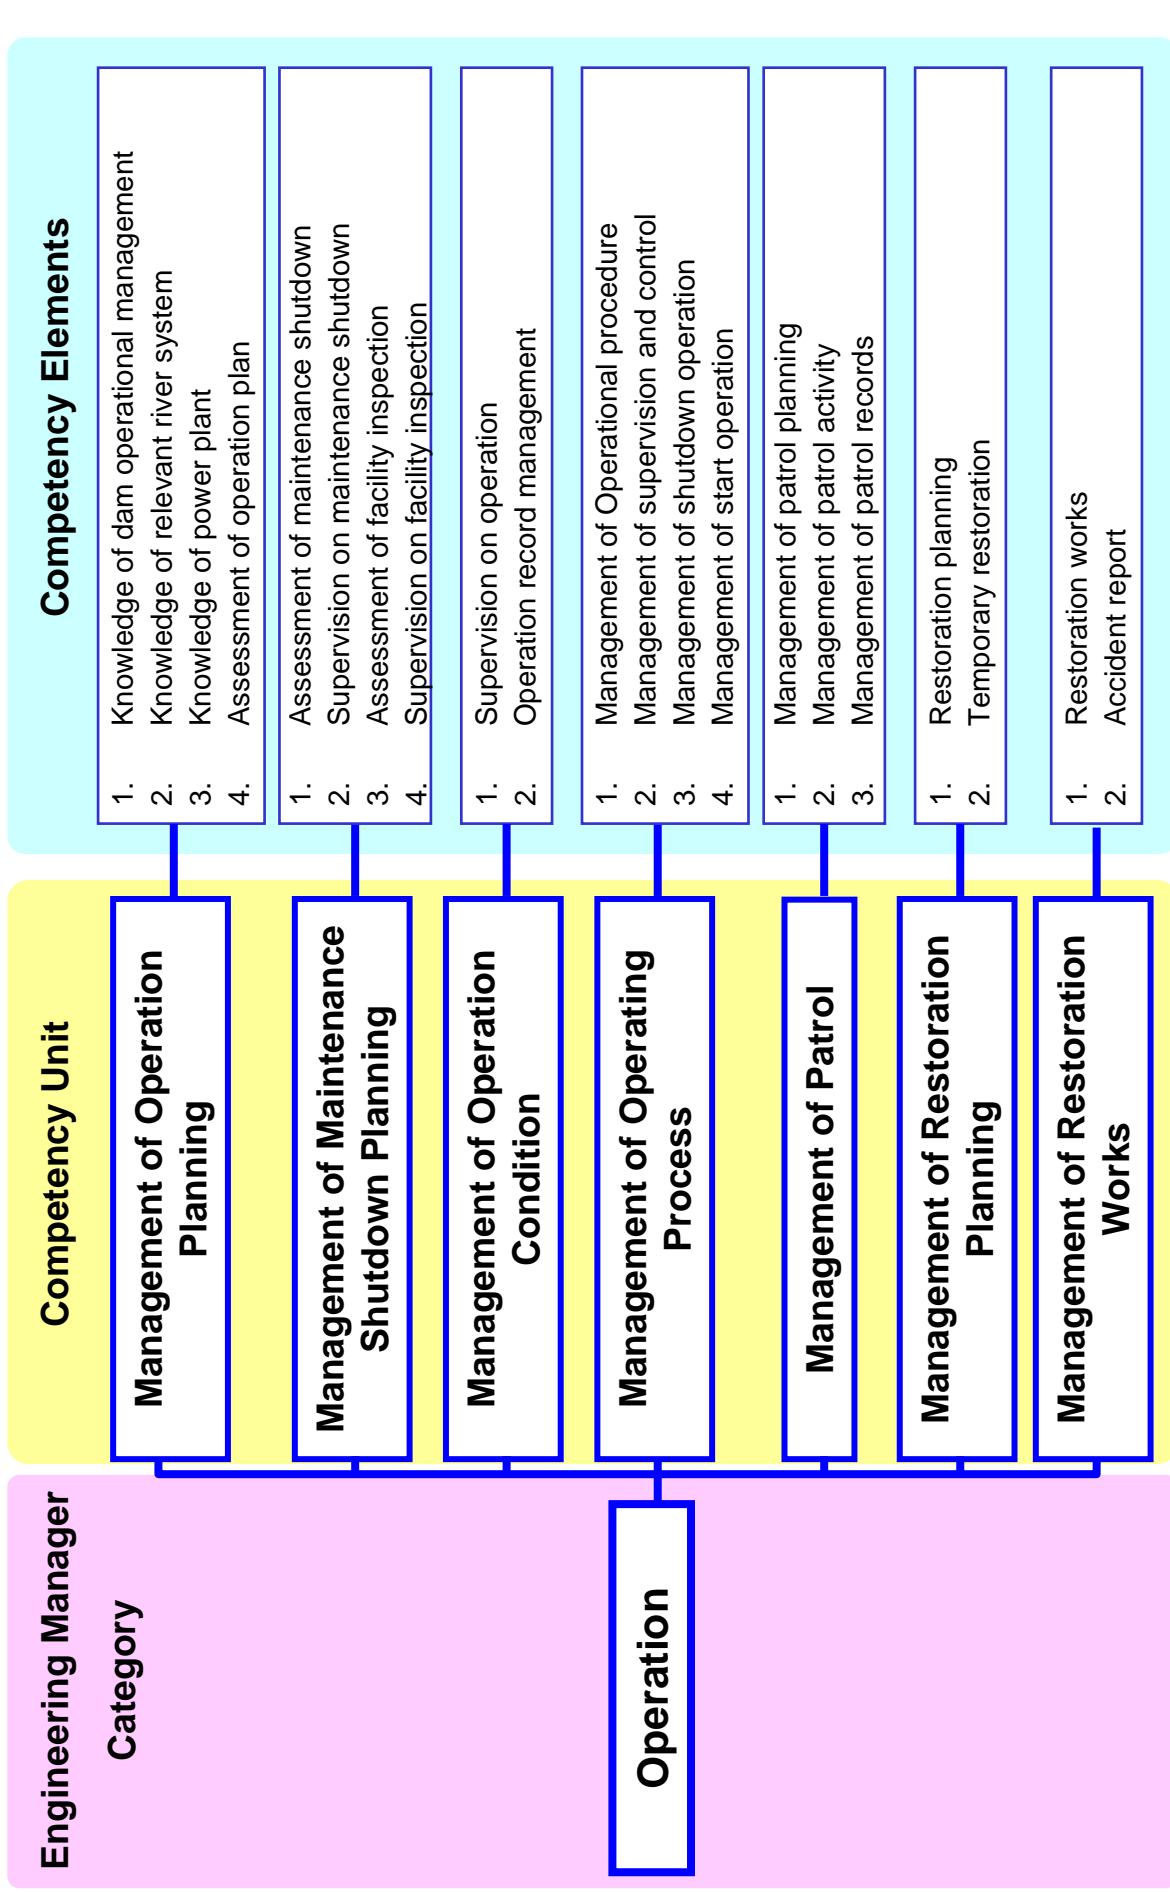 Engineering Manager
Category
Competency Unit
Competency Elements
Operation
Management of Operation
Planning
1. Knowledge of dam operational management
2. Knowledge of relevant river system
3. Knowledge of power plant
4. Assessment of operation plan
Management of Maintenance
Shutdown Planning
1. Assessment of maintenance shutdown
2. Supervision on maintenance shutdown
3. Assessment of facility inspection
4. Supervision on facility inspection
Management of Operation
Condition
1. Supervision on operation
2. Operation record management
Management of Operating
Process
1. Management of Operational procedure
2. Management of supervision and control
3. Management of shutdown operation
4. Management of start operation
Management of Patrol
1. Management of patrol planning
2. Management of patrol activity
3. Management of patrol records
Management of Restoration
Planning
1. Restoration planning
2. Temporary restoration
Management of Restoration
Works
1. Restoration works
2. Accident report